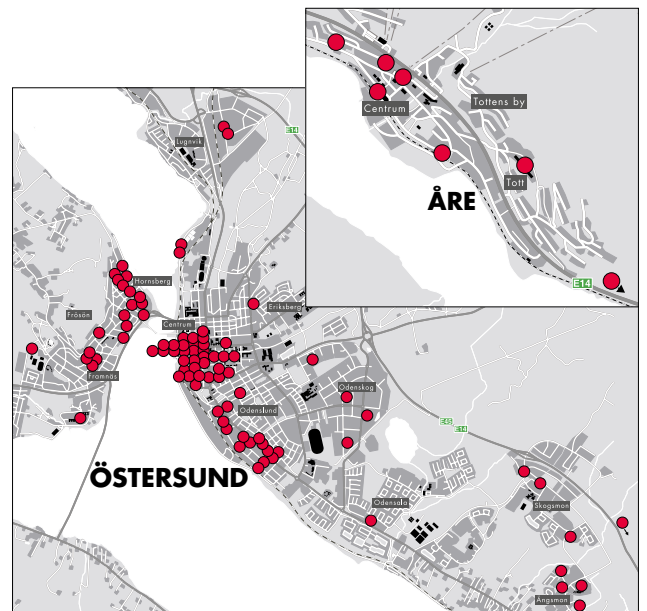 Centrum
Tottens by
Tott
ÅRE
E14
Lugnvik
E14
Hornsberg
Frösön
Centrum
Eriksberg
Framnäs
Odenskog
Odenslund
E45
E14
ÖSTERSUND
Odensala
Skogsmon
Ängsmon